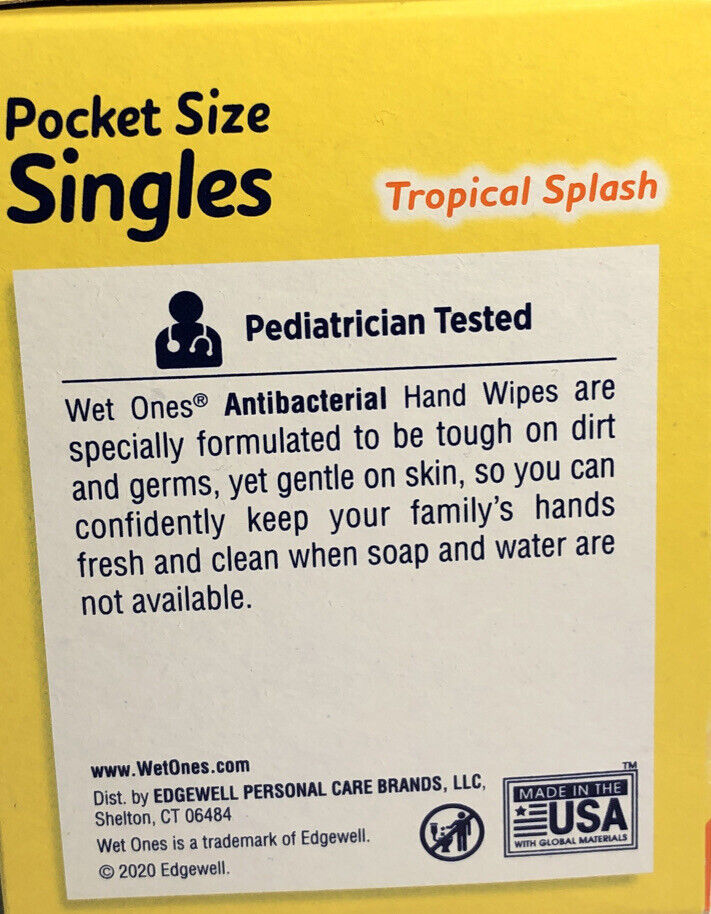 Pocket Size
Singles
Tropical Splash
Pediatrician Tested
Wet Ones® Antibacterial Hand Wipes are
specially formulated to be tough on dirt
and germs, yet gentle on skin, so you can
confidently keep your family's hands
fresh and clean when soap and water are
not available.
www.WetOnes.com
Dist. by EDGEWELL PERSONAL CARE BRANDS, LLC,
Shelton, CT 06484
Wet Ones is a trademark of Edgewell.
© 2020 Edgewell.
TM
MADE IN THE
USA
WITH GLOBAL MATERIALS